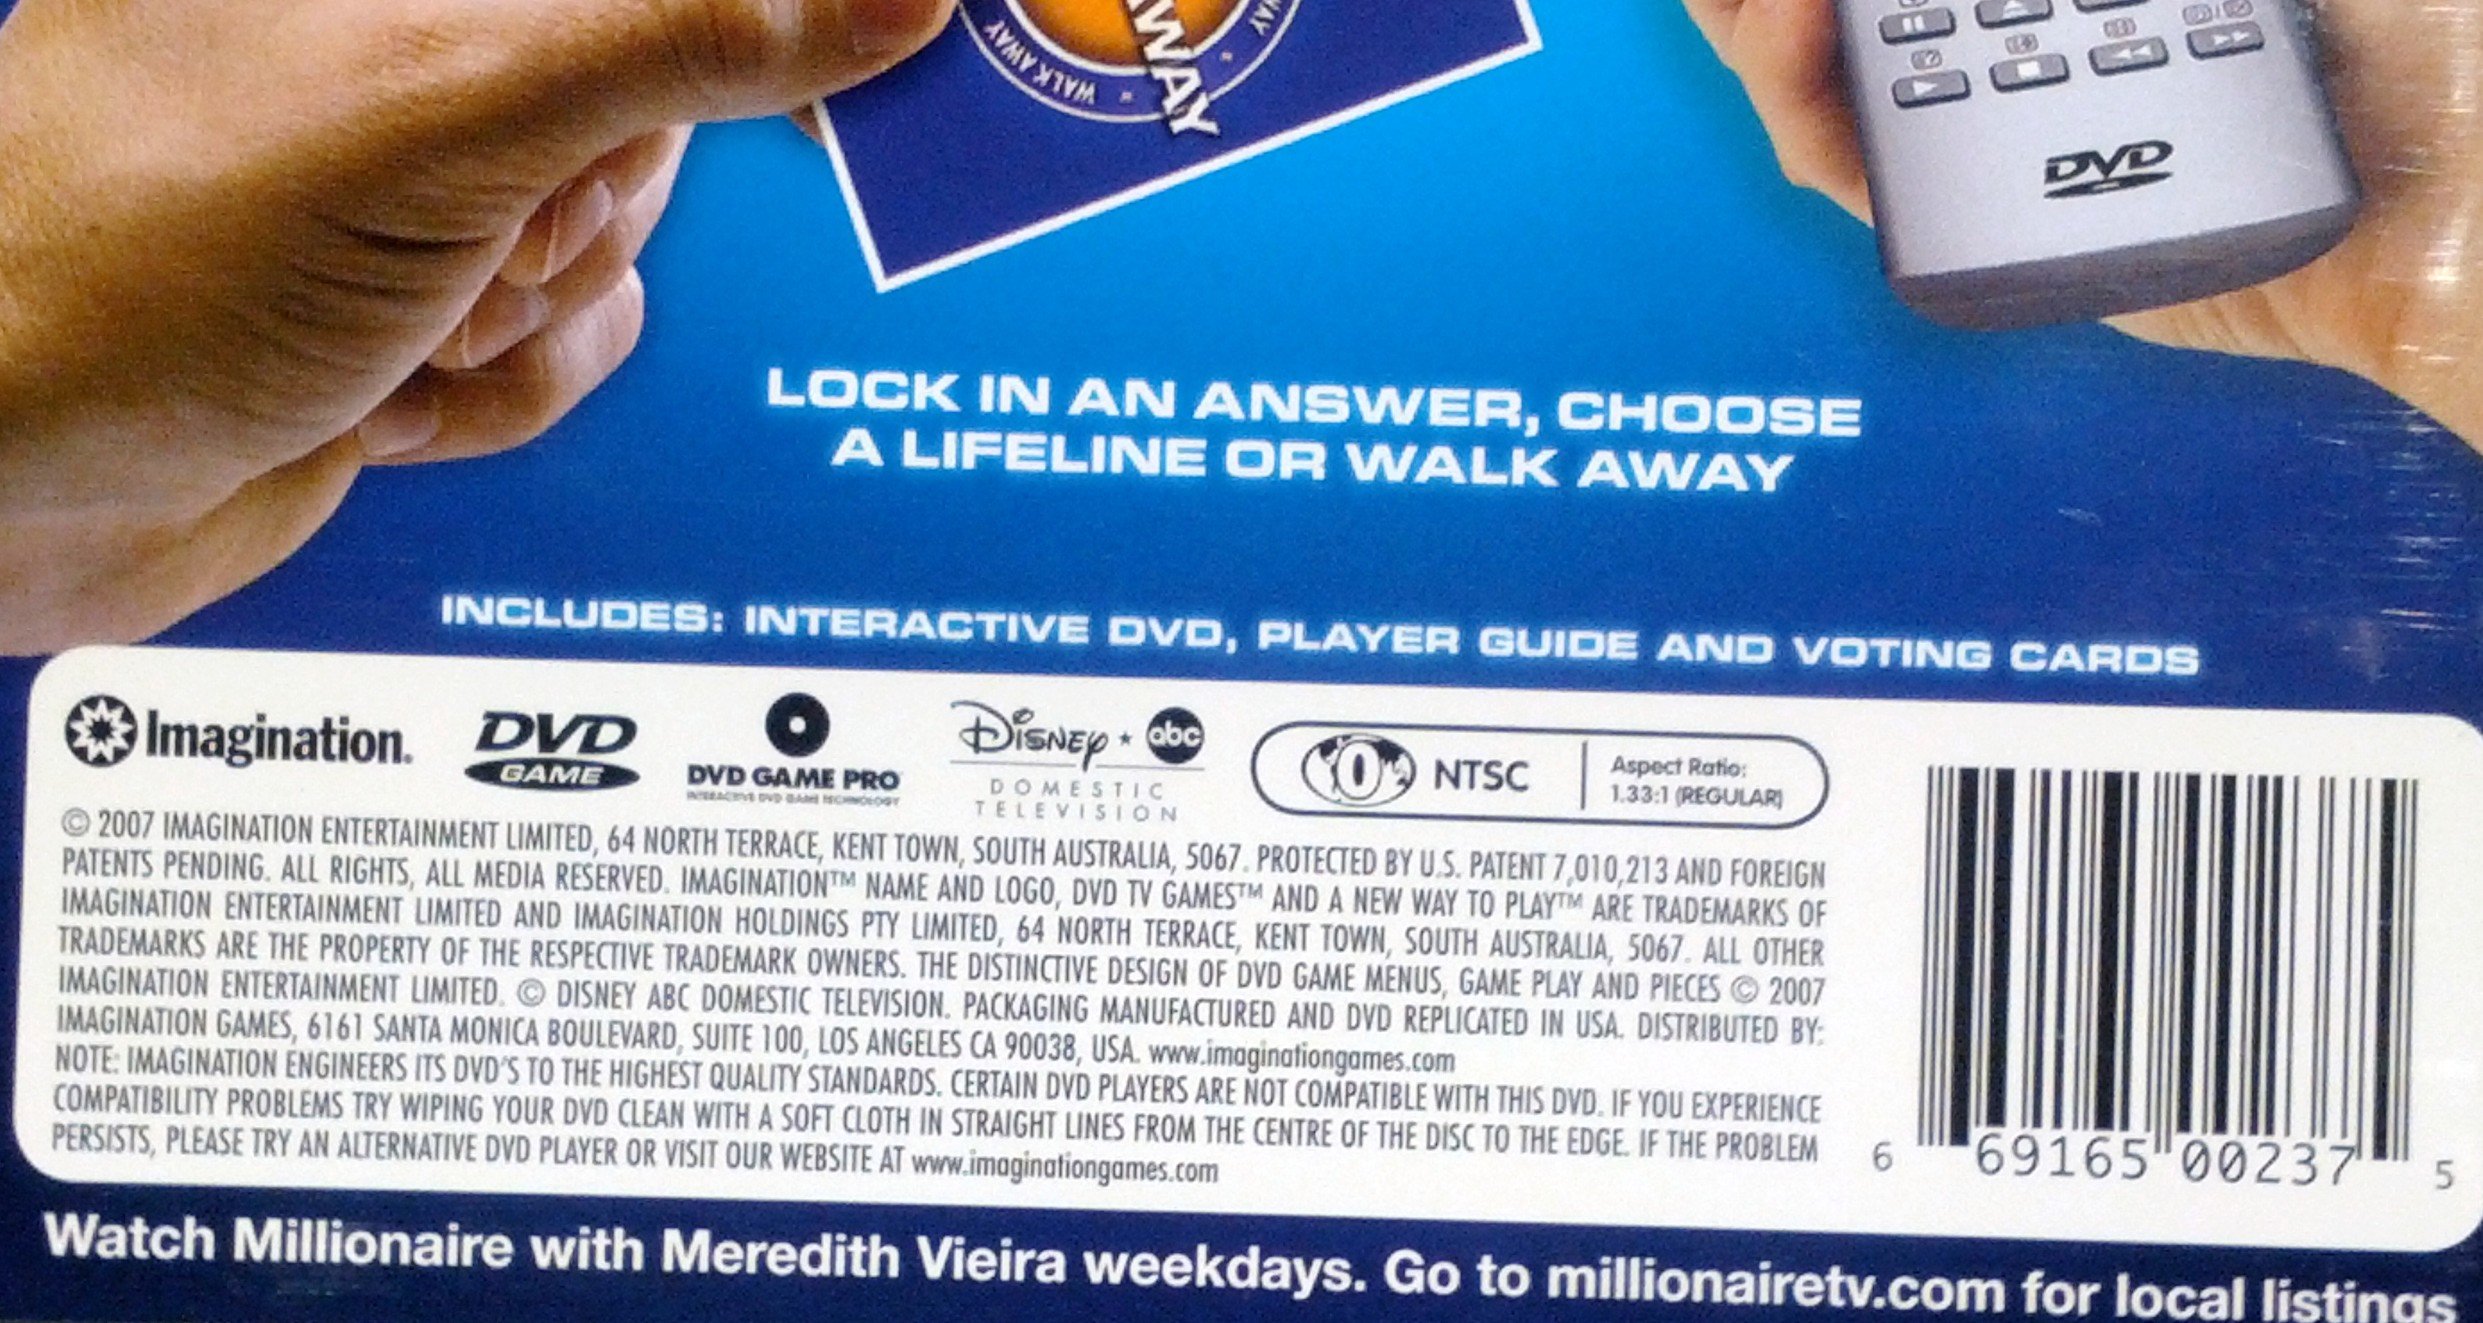 WALK AWAY
WAY
AWAY
DVD
LOCK IN AN ANSWER, CHOOSE
A LIFELINE OR WALK AWAY
INCLUDES: INTERACTIVE DVD, PLAYER GUIDE AND VOTING CARDS
Imagination.
DVD
GAME
DVD GAME PRO
INTERACTIVE DVD GAME TECHNOLOGY
Disney ★ abc
DOMESTIC
TELEVISION
0 NTSC
Aspect Ratio:
1.33:1 (REGULAR)
© 2007 IMAGINATION ENTERTAINMENT LIMITED, 64 NORTH TERRACE, KENT TOWN, SOUTH AUSTRALIA, 5067. PROTECTED BY U.S. PATENT 7,010,213 AND FOREIGN
PATENTS PENDING. ALL RIGHTS, ALL MEDIA RESERVED. IMAGINATION™ NAME AND LOGO, DVD TV GAMES™ AND A NEW WAY TO PLAY™ ARE TRADEMARKS OF
IMAGINATION ENTERTAINMENT LIMITED AND IMAGINATION HOLDINGS PTY LIMITED, 64 NORTH TERRACE, KENT TOWN, SOUTH AUSTRALIA, 5067. ALL OTHER
TRADEMARKS ARE THE PROPERTY OF THE RESPECTIVE TRADEMARK OWNERS. THE DISTINCTIVE DESIGN OF DVD GAME MENUS, GAME PLAY AND PIECES © 2007
IMAGINATION ENTERTAINMENT LIMITED. © DISNEY ABC DOMESTIC TELEVISION. PACKAGING MANUFACTURED AND DVD REPLICATED IN USA. DISTRIBUTED BY:
IMAGINATION GAMES, 6161 SANTA MONICA BOULEVARD, SUITE 100, LOS ANGELES CA 90038, USA. www.imaginationgames.com
NOTE: IMAGINATION ENGINEERS ITS DVD'S TO THE HIGHEST QUALITY STANDARDS. CERTAIN DVD PLAYERS ARE NOT COMPATIBLE WITH THIS DVD. IF YOU EXPERIENCE
COMPATIBILITY PROBLEMS TRY WIPING YOUR DVD CLEAN WITH A SOFT CLOTH IN STRAIGHT LINES FROM THE CENTRE OF THE DISC TO THE EDGE. IF THE PROBLEM
PERSISTS, PLEASE TRY AN ALTERNATIVE DVD PLAYER OR VISIT OUR WEBSITE AT www.imaginationgames.com
6 69165 00237 5
Watch Millionaire with Meredith Vieira weekdays. Go to millionairetv.com for local listings